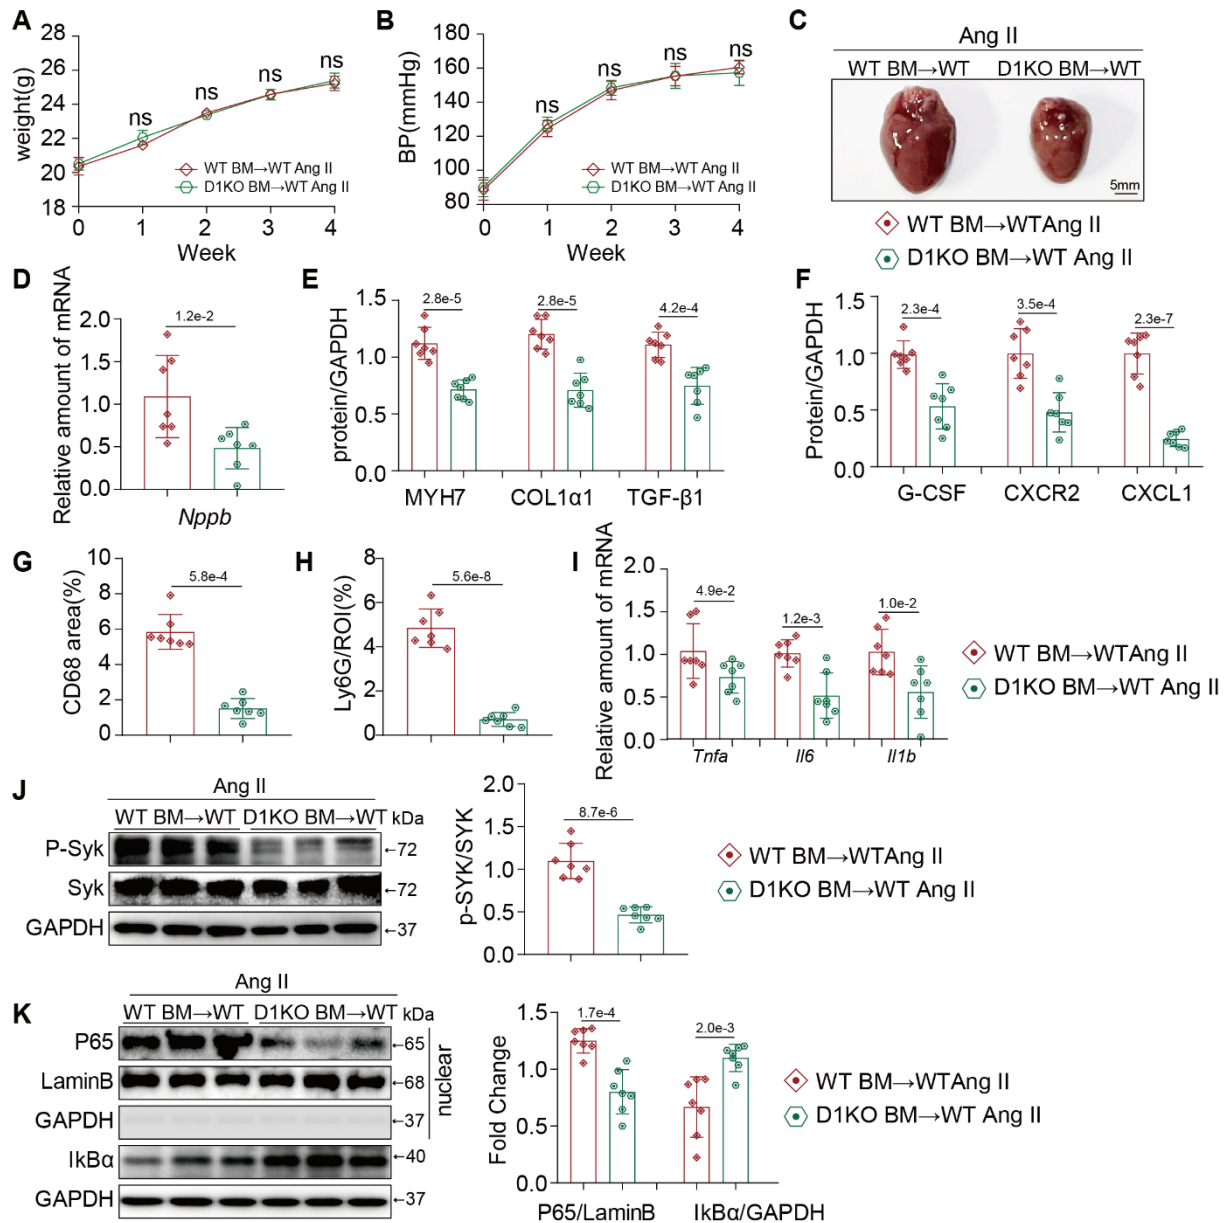 A
weight(g)
28
26
24
22
20
18
ns
ns
ns
ns
WT BM→WT Ang II
D1KO BM→WT Ang II
0 1 2 3 4
Week
B
BP(mmHg)
180
160
140
120
100
80
ns
ns
ns
ns
WT BM→WT Ang II
D1KO BM→WT Ang II
0 1 2 3 4
Week
C
Ang II
WT BM→WT D1KO BM→WT
5mm
WT BM→WTAng II
D1KO BM→WT Ang II
D
Relative amount of mRNA
2.0
1.5
1.0
0.5
0.0
1.2e-2
Nppb
E
protein/GAPDH
1.5
1.0
0.5
0.0
2.8e-5 2.8e-5 4.2e-4
MYH7 COL1α1 TGF-β1
F
Protein/GAPDH
1.5
1.0
0.5
0.0
2.3e-4 3.5e-4 2.3e-7
G-CSF CXCR2 CXCL1
G
CD68 area(%)
10
8
6
4
2
0
5.8e-4
H
Ly6G/ROI(%)
8
6
4
2
0
5.6e-8
I
Relative amount of mRNA
2.0
1.5
1.0
0.5
0.0
4.9e-2 1.2e-3 1.0e-2
Tnfa Il6 Il1b
WT BM→WTAng II
D1KO BM→WT Ang II
J
Ang II
WT BM→WT D1KO BM→WT kDa
P-Syk ←72
Syk ←72
GAPDH ←37
p-SYK/SYK
2.0
1.5
1.0
0.5
0.0
8.7e-6
WT BM→WTAng II
D1KO BM→WT Ang II
K
Ang II
WT BM→WT D1KO BM→WT kDa
P65 ←65
LaminB ←68
GAPDH ←37
nuclear
IkBα ←40
GAPDH ←37
Fold Change
1.5
1.0
0.5
0.0
1.7e-4 2.0e-3
P65/LaminB IkBα/GAPDH
WT BM→WTAng II
D1KO BM→WT Ang II